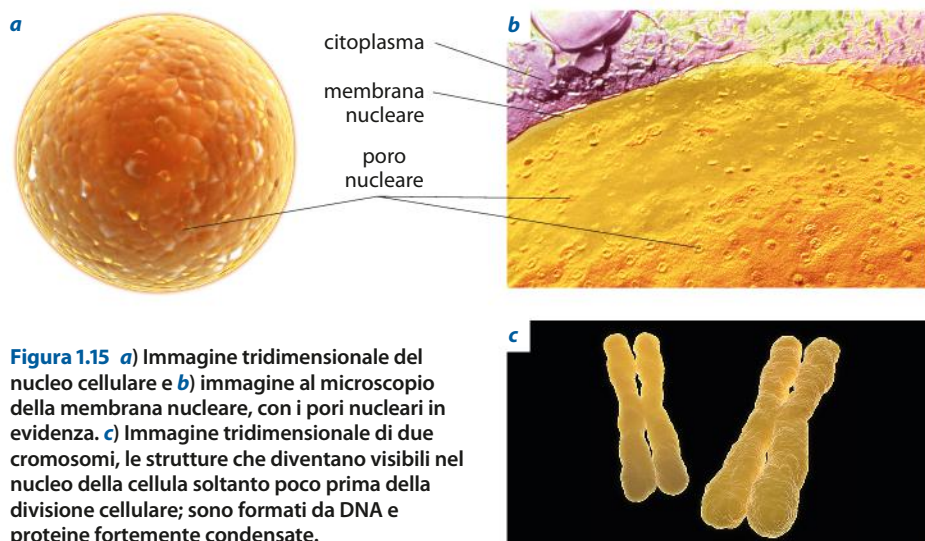 a
citoplasma
membrana
nucleare
poro
nucleare
b
Figura 1.15 a) Immagine tridimensionale del
nucleo cellulare e b) immagine al microscopio
della membrana nucleare, con i pori nucleari in
evidenza. c) Immagine tridimensionale di due
cromosomi, le strutture che diventano visibili nel
nucleo della cellula soltanto poco prima della
divisione cellulare; sono formati da DNA e
proteine fortemente condensate.
c